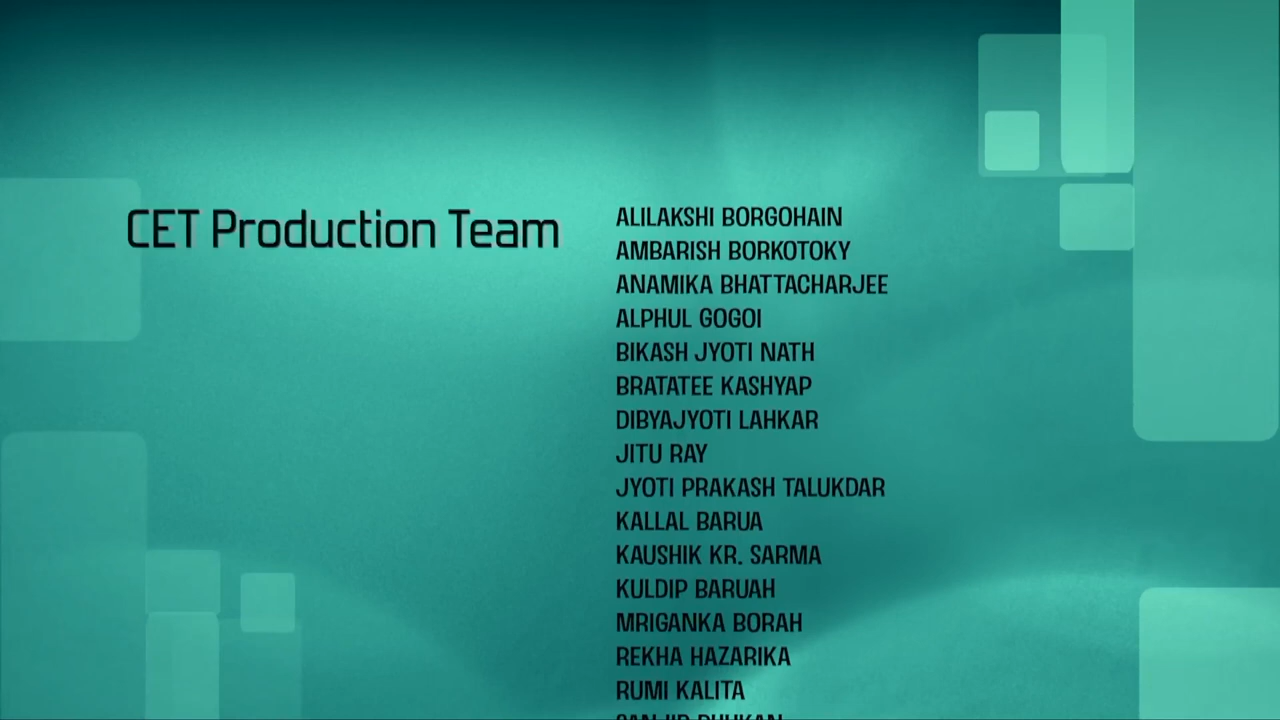 CET Production Team
ALILAKSHI BORGOHAIN
AMBARISH BORKOTOKY
ANAMIKA BHATTACHARJEE
ALPHUL GOGOI
BIKASH JYOTI NATH
BRATATEE KASHYAP
DIBYAJYOTI LAHKAR
JITU RAY
JYOTI PRAKASH TALUKDAR
KALLAL BARUA
KAUSHIK KR. SARMA
KULDIP BARUAH
MRIGANKA BORAH
REKHA HAZARIKA
RUMI KALITA